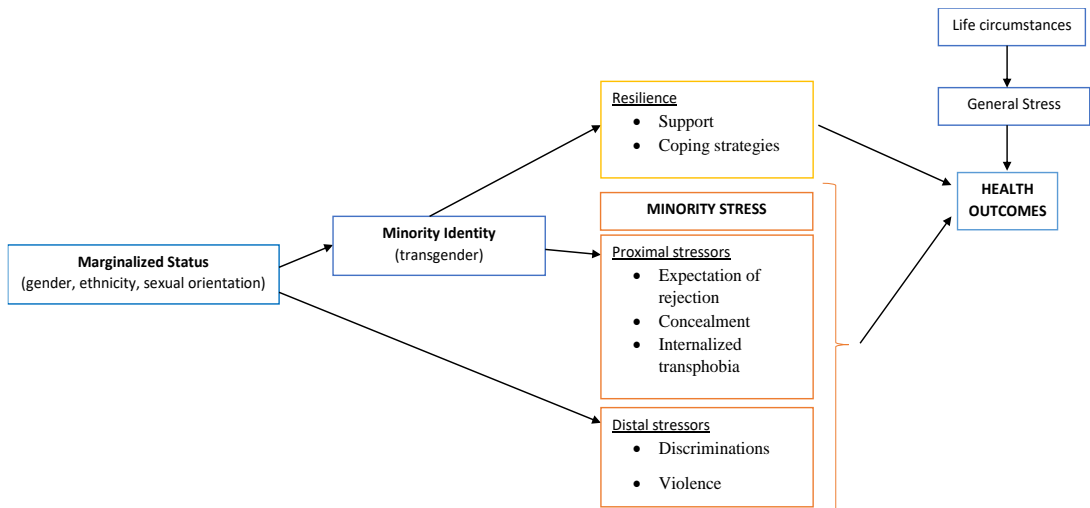 Life circumstances
General Stress
HEALTH
OUTCOMES
Resilience
• Support
• Coping strategies
MINORITY STRESS
Minority Identity
(transgender)
Marginalized Status
(gender, ethnicity, sexual orientation)
Proximal stressors
• Expectation of
rejection
• Concealment
• Internalized
transphobia
Distal stressors
• Discriminations
• Violence